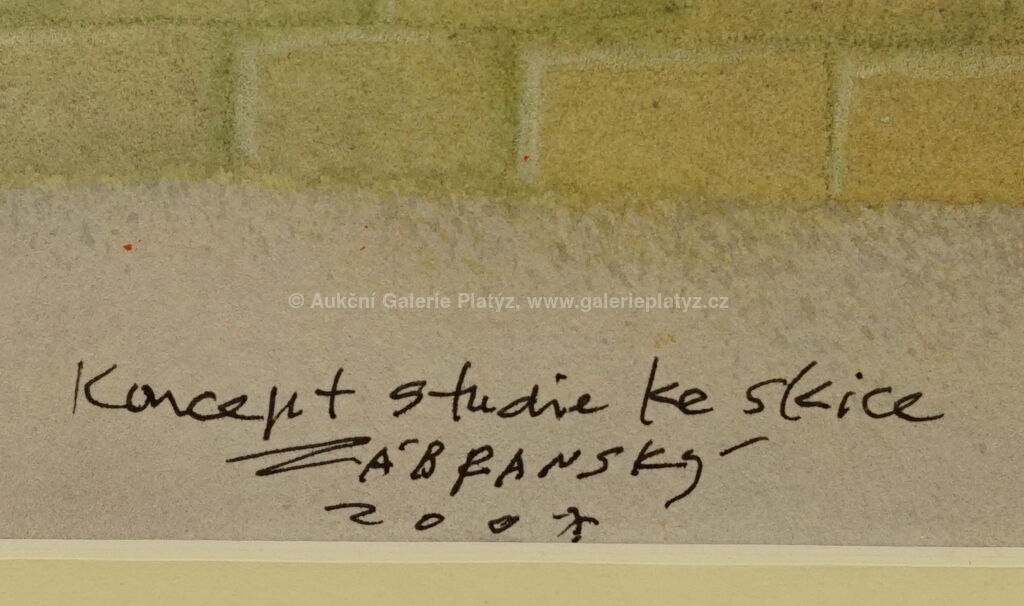 © Aukční Galerie Platýz, www.galerieplatyz.cz
Koncept studie ke skice
ZÁBRANSKÝ